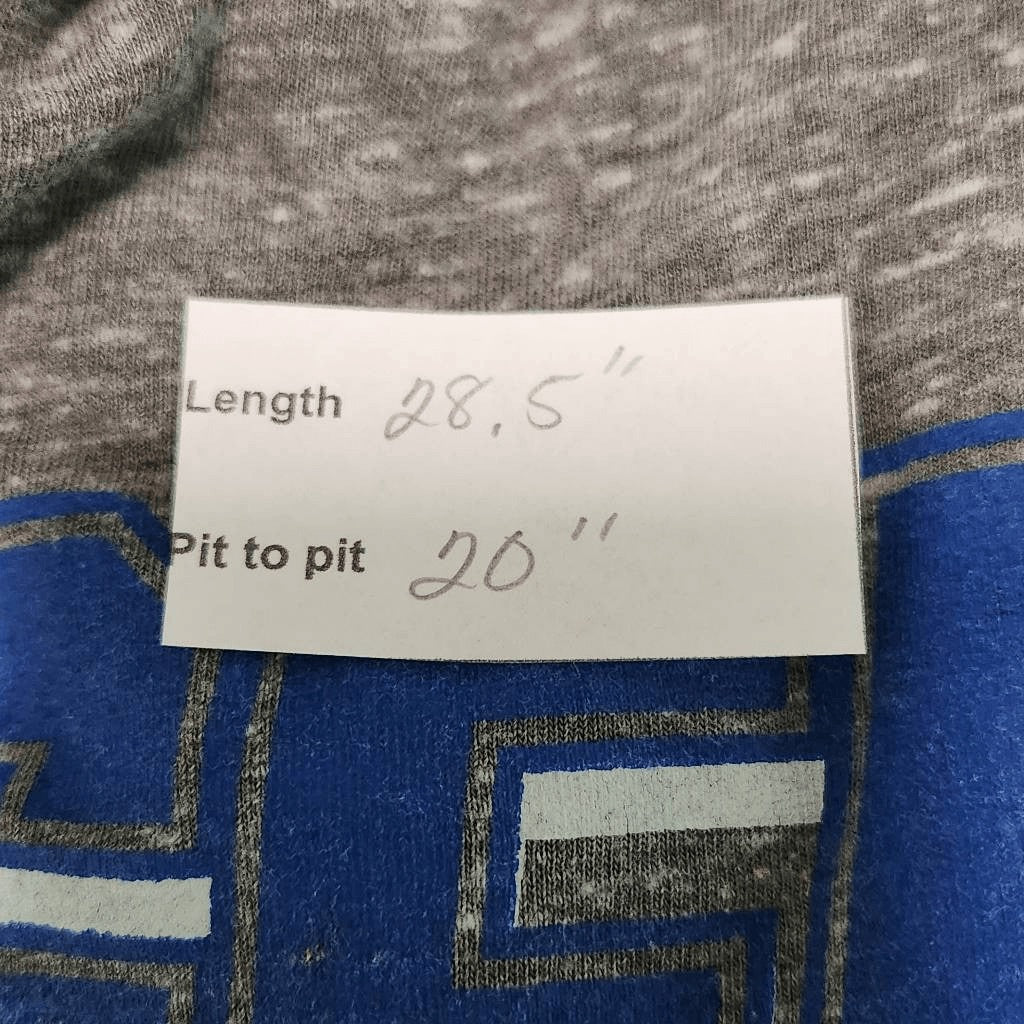 Length 28.5"
Pit to pit 20"